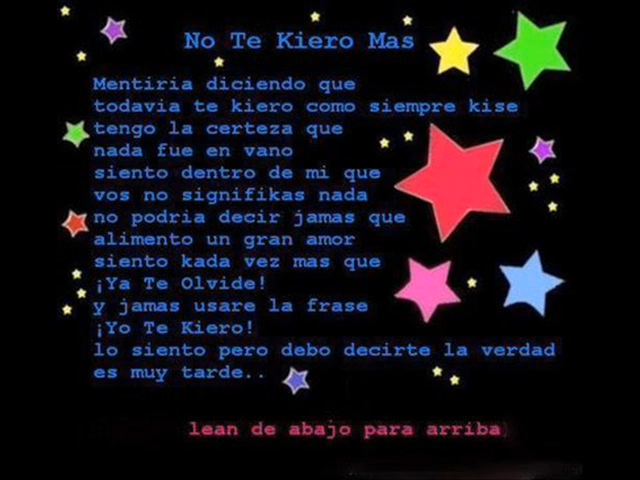 No Te Kiero Mas
Mentiria diciendo que
todavia te kiero como siempre kise
tengo la certeza que
nada fue en vano
siento dentro de mi que
vos no signifikas nada
no podria decir jamas que
alimento un gran amor
siento kada vez mas que
¡Ya Te Olvide!
y jamas usare la frase
¡Yo Te Kiero!
lo siento pero debo decirte la verdad
es muy tarde..
lean de abajo para arriba